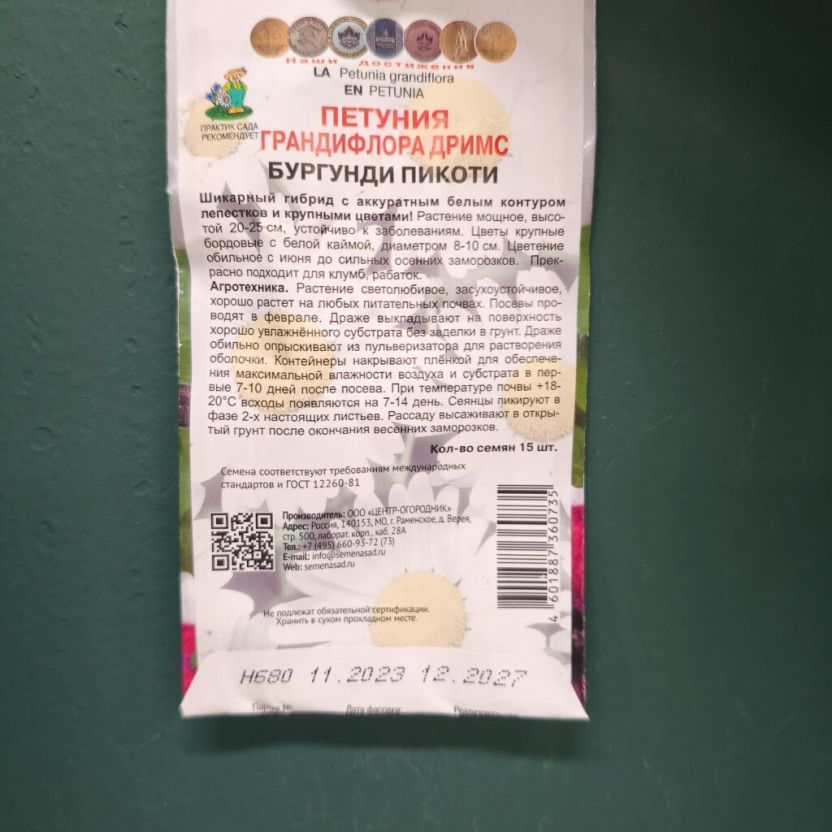 Наши достижения
LA Petunia grandiflora
EN PETUNIA
ПРАКТИК САДА
РЕКОМЕНДУЕТ
ПЕТУНИЯ
ГРАНДИФЛОРА ДРИМС
БУРГУНДИ ПИКОТИ
Шикарный гибрид с аккуратным белым контуром
лепестков и крупными цветами! Растение мощное, высо-
той 20-25 см, устойчиво к заболеваниям. Цветы крупные
бордовые с белой каймой, диаметром 8-10 см. Цветение
обильное с июня до сильных осенних заморозков. Прек-
расно подходит для клумб, рабаток.
Агротехника. Растение светолюбивое, засухоустойчивое,
хорошо растет на любых питательных почвах. Посевы про-
водят в феврале. Драже выкладывают на поверхность
хорошо увлажнённого субстрата без заделки в грунт. Драже
обильно опрыскивают из пульверизатора для растворения
оболочки. Контейнеры накрывают плёнкой для обеспече-
ния максимальной влажности воздуха и субстрата в пер-
вые 7-10 дней после посева. При температуре почвы +18-
20°С всходы появляются на 7-14 день. Сеянцы пикируют в
фазе 2-х настоящих листьев. Рассаду высаживают в откры-
тый грунт после окончания весенних заморозков.
Кол-во семян 15 шт.
Семена соответствуют требованиям международных
стандартов и ГОСТ 12260-81
Производитель: ООО «ЦЕНТР-ОГОРОДНИК»
Адрес: Россия, 140153, МО, г. Раменское, д. Верея,
стр. 500, лаборат. корп., каб. 28А
Тел.: +7 (495) 660-93-72 (73)
E-mail: info@semenasad.ru
Web: semenasad.ru
4 601887 360735
Не подлежат обязательной сертификации.
Хранить в сухом прохладном месте.
Н680 11.2023 12.2027
Партия № Дата фасовки: